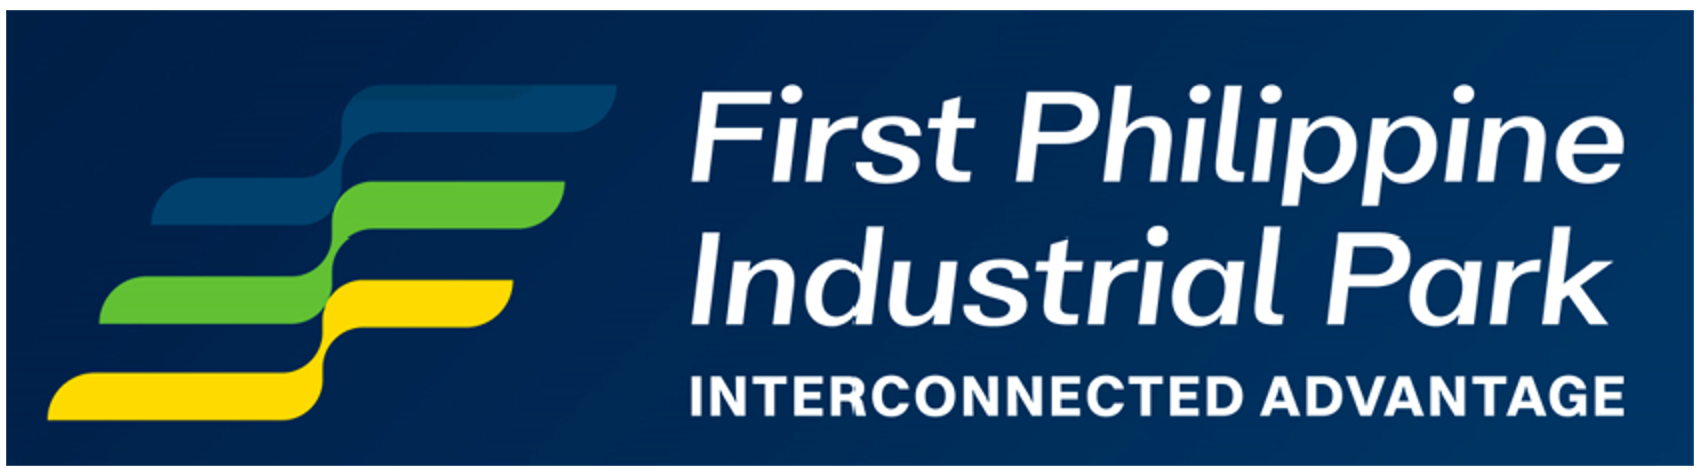 First Philippine
Industrial Park
INTERCONNECTED ADVANTAGE